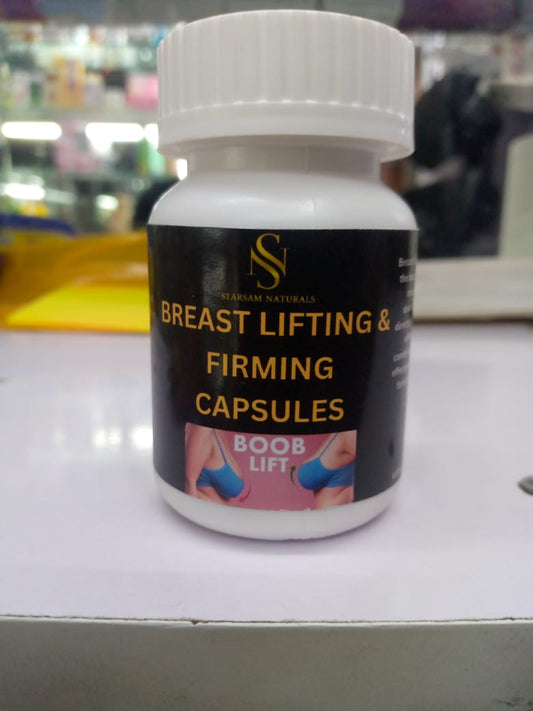 SN
STARSAM NATURALS
BREAST LIFTING &
FIRMING
CAPSULES
BOOB
LIFT